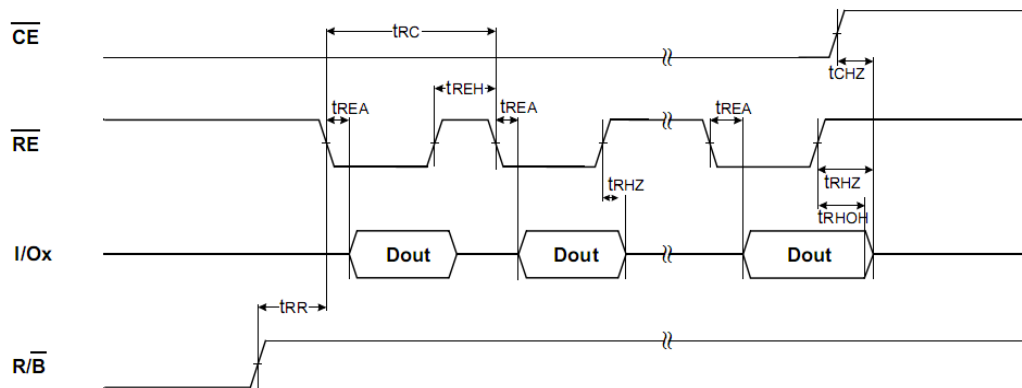 CE
tRC
tCHZ
tREA
tREH
tREA
tREA
RE
tRHZ
tRHZ
tRHOH
I/Ox
Dout
Dout
Dout
tRR
R/B